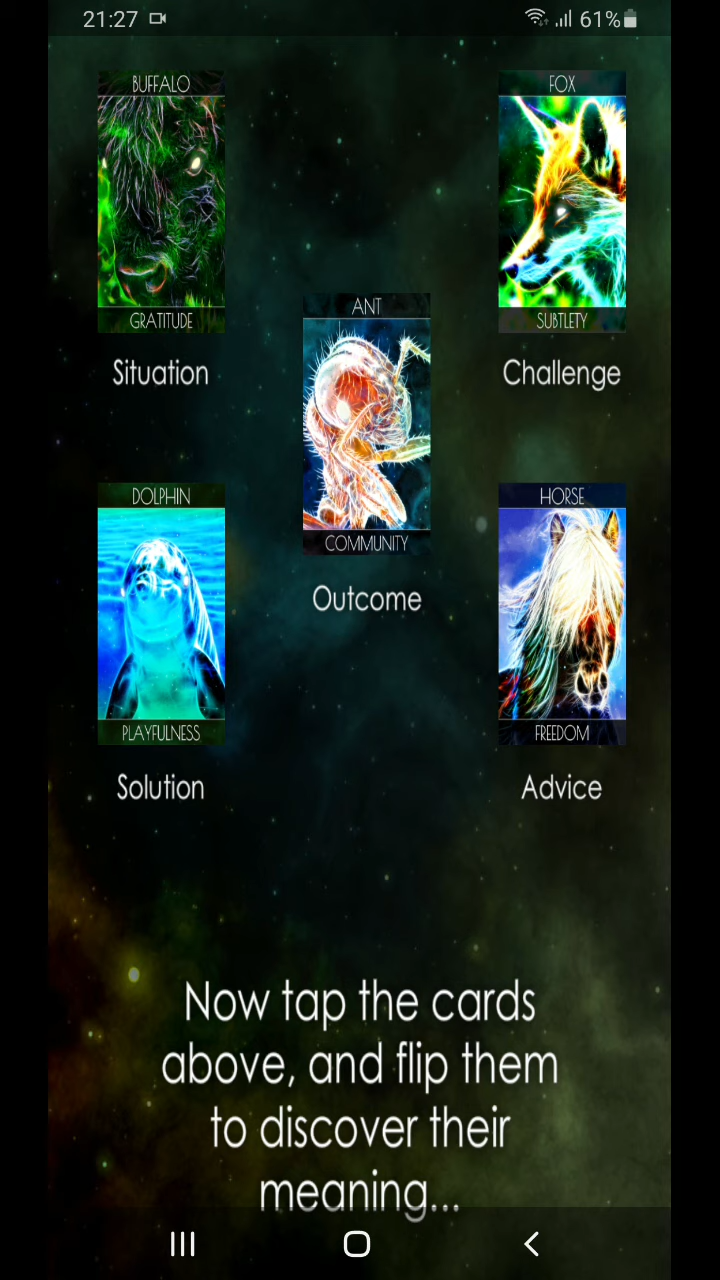 21:27
61%
BUFFALO
GRATITUDE
Situation
FOX
SUBTLETY
Challenge
ANT
COMMUNITY
Outcome
DOLPHIN
PLAYFULNESS
Solution
HORSE
FREEDOM
Advice
Now tap the cards
above, and flip them
to discover their
meaning...